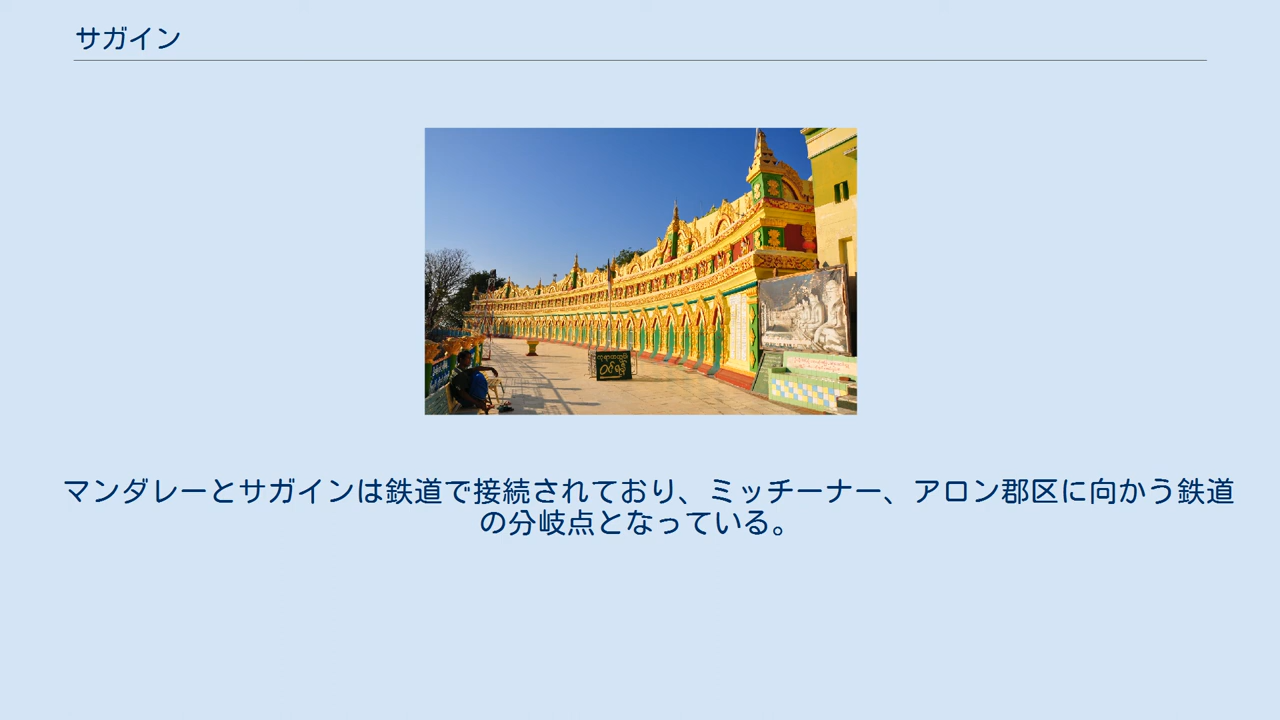 サガイン
マンダレーとサガインは鉄道で接続されており、ミッチーナー、アロン郡区に向かう鉄道
の分岐点となっている。